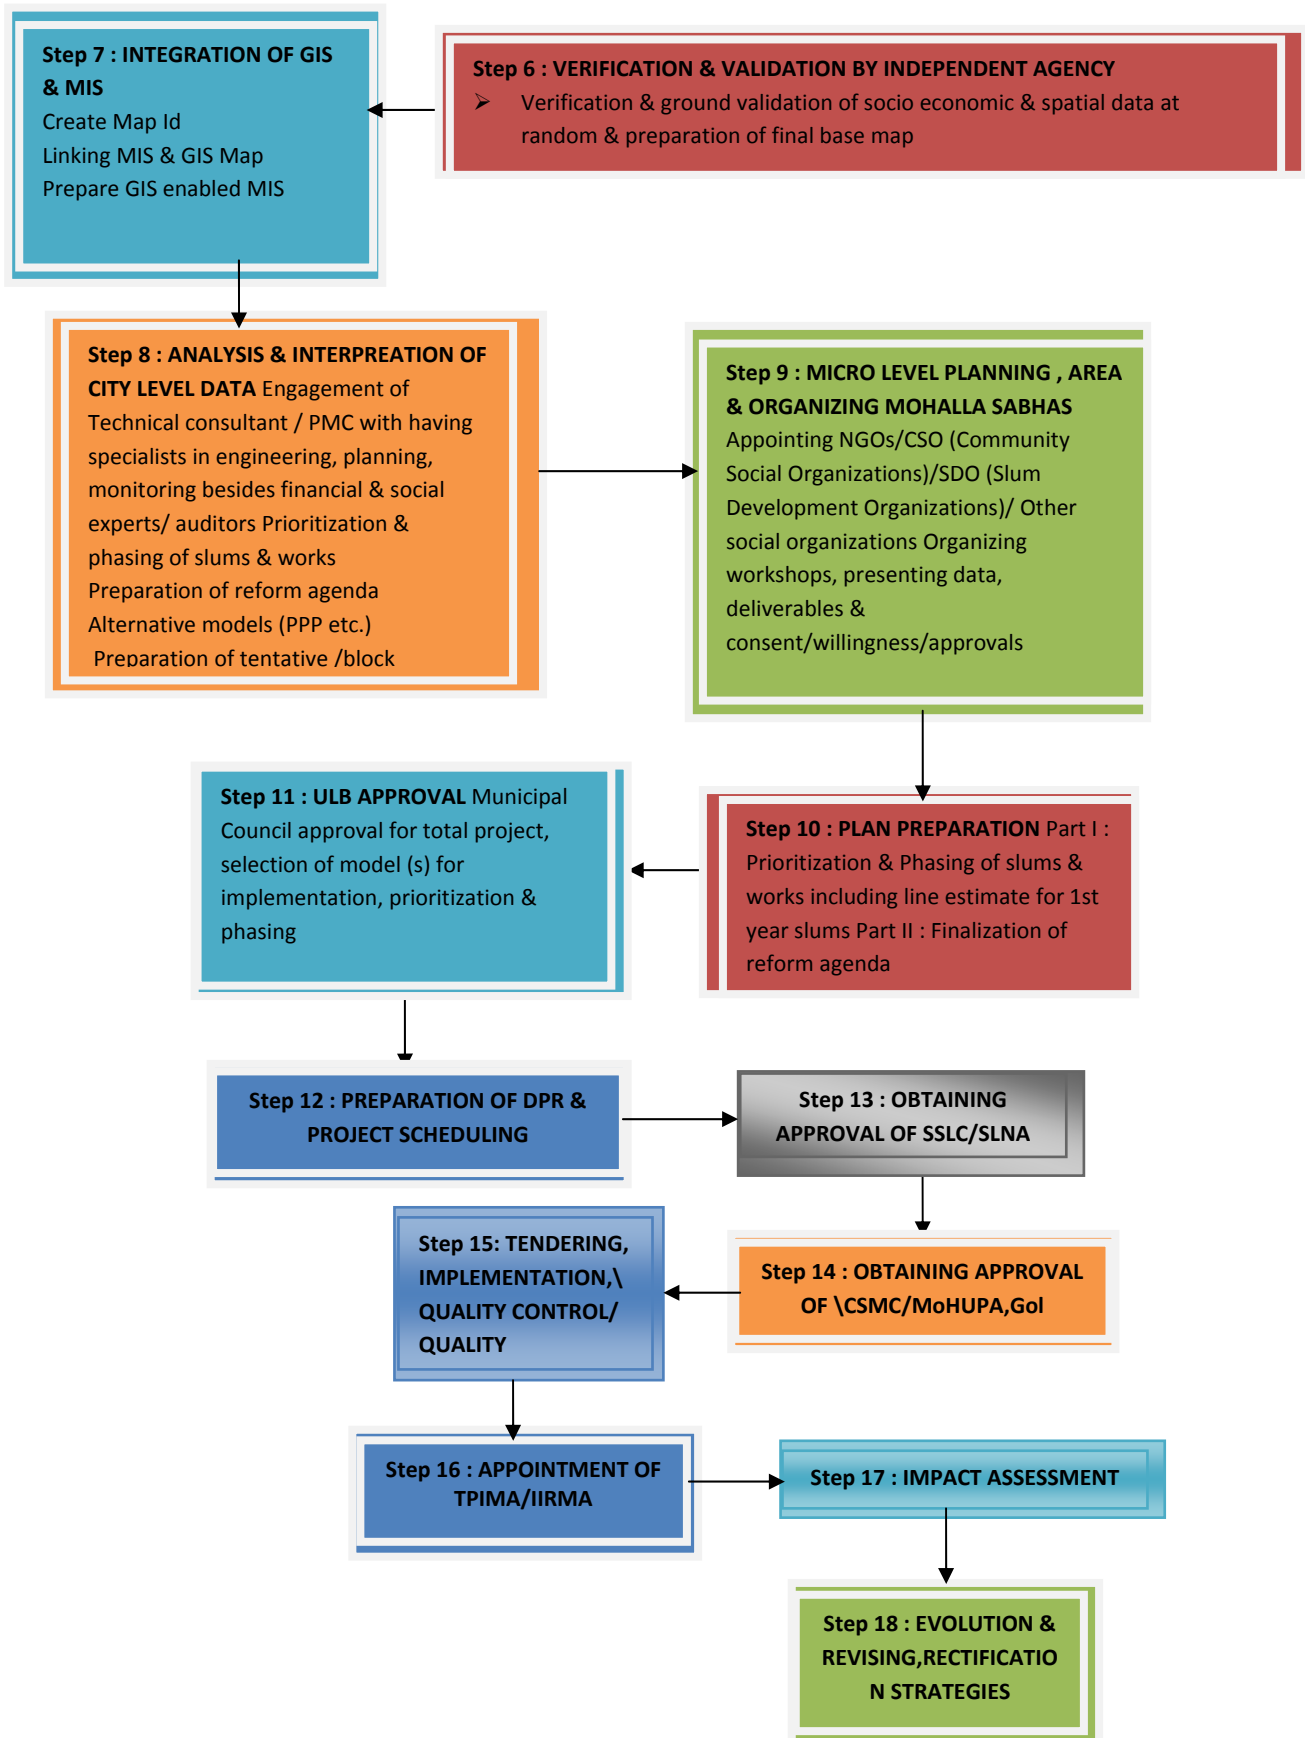 Step 7 : INTEGRATION OF GIS
& MIS
Create Map Id
Linking MIS & GIS Map
Prepare GIS enabled MIS
Step 6 : VERIFICATION & VALIDATION BY INDEPENDENT AGENCY
➢ Verification & ground validation of socio economic & spatial data at
random & preparation of final base map
Step 8 : ANALYSIS & INTERPREATION OF
CITY LEVEL DATA Engagement of
Technical consultant / PMC with having
specialists in engineering, planning,
monitoring besides financial & social
experts/ auditors Prioritization &
phasing of slums & works
Preparation of reform agenda
Alternative models (PPP etc.)
Preparation of tentative /block
Step 9 : MICRO LEVEL PLANNING , AREA
& ORGANIZING MOHALLA SABHAS
Appointing NGOs/CSO (Community
Social Organizations)/SDO (Slum
Development Organizations)/ Other
social organizations Organizing
workshops, presenting data,
deliverables &
consent/willingness/approvals
Step 11 : ULB APPROVAL Municipal
Council approval for total project,
selection of model (s) for
implementation, prioritization &
phasing
Step 10 : PLAN PREPARATION Part I :
Prioritization & Phasing of slums &
works including line estimate for 1st
year slums Part II : Finalization of
reform agenda
Step 12 : PREPARATION OF DPR &
PROJECT SCHEDULING
Step 13 : OBTAINING
APPROVAL OF SSLC/SLNA
Step 15: TENDERING,
IMPLEMENTATION,\
QUALITY CONTROL/
QUALITY
Step 14 : OBTAINING APPROVAL
OF \CSMC/MoHUPA,GoI
Step 16 : APPOINTMENT OF
TPIMA/IIRMA
Step 17 : IMPACT ASSESSMENT
Step 18 : EVOLUTION &
REVISING,RECTIFICATIO
N STRATEGIES